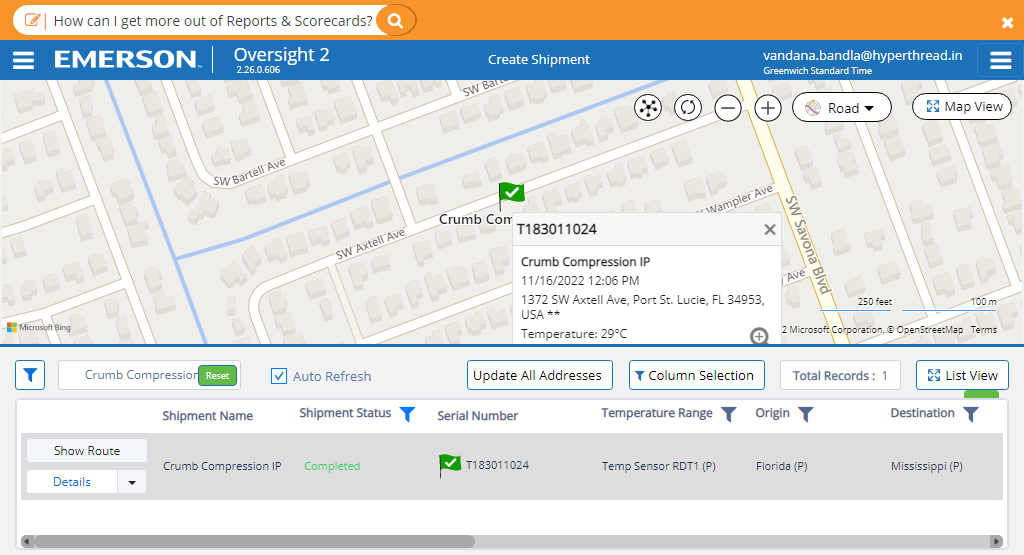 How can I get more out of Reports & Scorecards?
EMERSON
Oversight 2
2.26.0.606
Create Shipment
vandana.bandla@hyperthread.in
Greenwich Standard Time
SW Bartell Ave
Road
Map View
SW Bartell Ave
SW Axtell Ave
SW Wampler Ave
SW Savona Blvd
Ave
Crumb Com
T183011024
Crumb Compression IP
11/16/2022 12:06 PM
1372 SW Axtell Ave, Port St. Lucie, FL 34953,
USA **
Temperature: 29°C
250 feet
100 m
Microsoft Bing
2 Microsoft Corporation, © OpenStreetMap Terms
Crumb Compression
Reset
Auto Refresh
Update All Addresses
Column Selection
Total Records : 1
List View
Shipment Name
Shipment Status
Serial Number
Temperature Range
Origin
Destination
Show Route
Details
Crumb Compression IP
Completed
T183011024
Temp Sensor RDT1 (P)
Florida (P)
Mississippi (P)